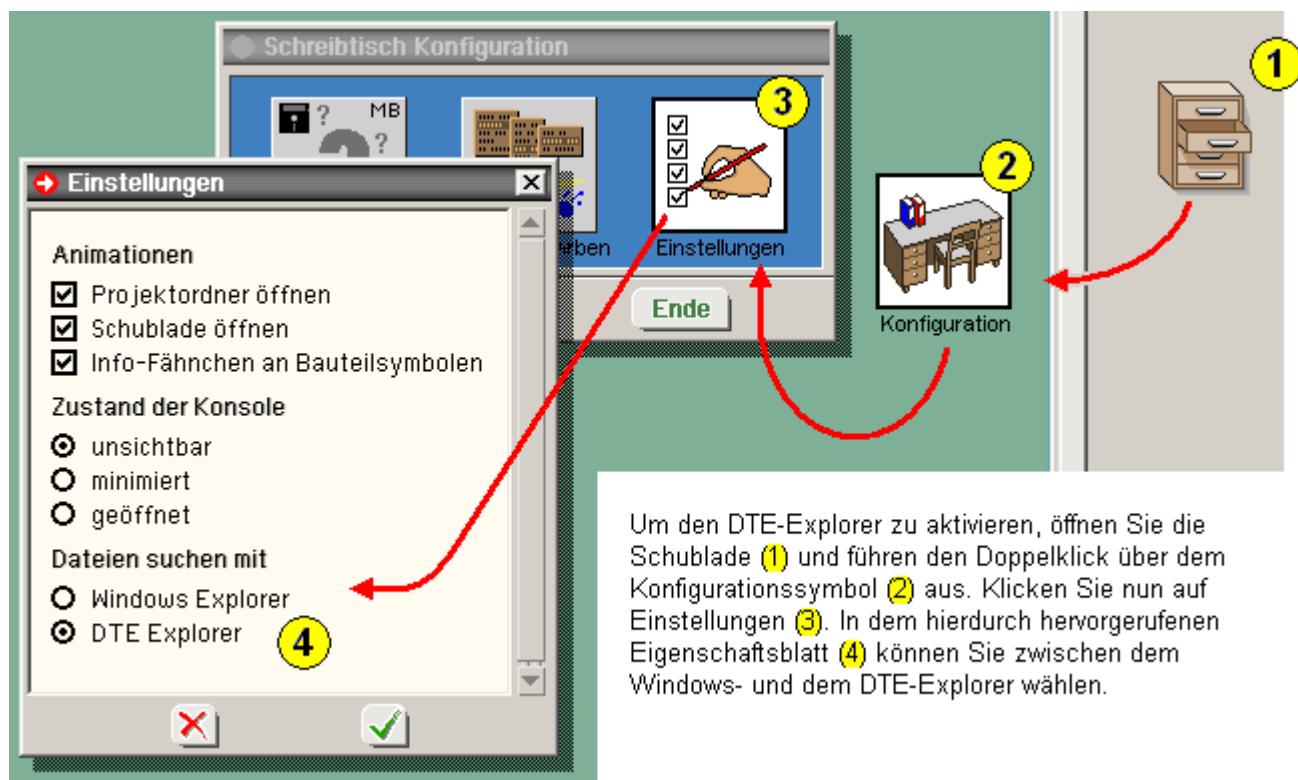 Schreibtisch Konfiguration
1
3
? MB
?
2
Einstellungen
Einstellungen
Konfiguration
Ende
Animationen
Projektordner öffnen
Schublade öffnen
Info-Fähnchen an Bauteilsymbolen
Zustand der Konsole
unsichtbar
minimiert
geöffnet
Dateien suchen mit
Windows Explorer
DTE Explorer
4
Um den DTE-Explorer zu aktivieren, öffnen Sie die
Schublade (1) und führen den Doppelklick über dem
Konfigurationssymbol (2) aus. Klicken Sie nun auf
Einstellungen (3). In dem hierdurch hervorgerufenen
Eigenschaftsblatt (4) können Sie zwischen dem
Windows- und dem DTE-Explorer wählen.